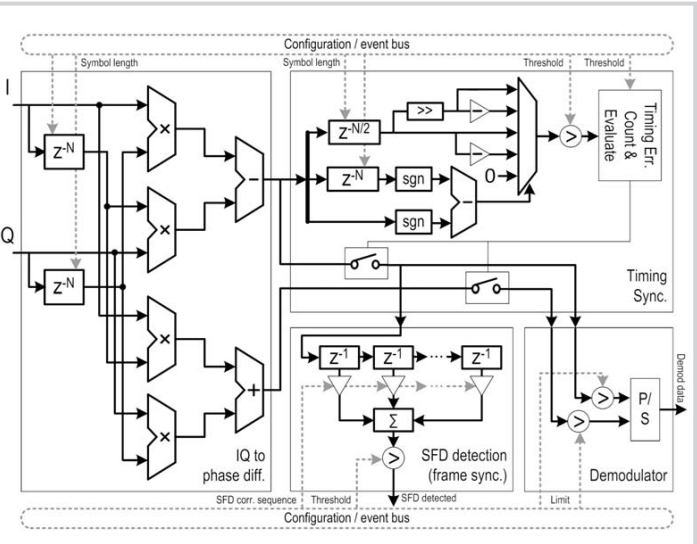 Configuration / event bus
Symbol length
Symbol length
Threshold
Threshold
I
Q
z-N
z-N
×
×
×
×
−
+
IQ to
phase diff.
z-N/2
z-N
>>
−
−
0
sgn
sgn
−
>
Timing Err.
Count &
Evaluate
Timing
Sync.
z-1
z-1
z-1
Σ
>
SFD detection
(frame sync.)
>
>
P/
S
Demod data
Demodulator
SFD corr. sequence
Threshold
SFD detected
Limit
Configuration / event bus